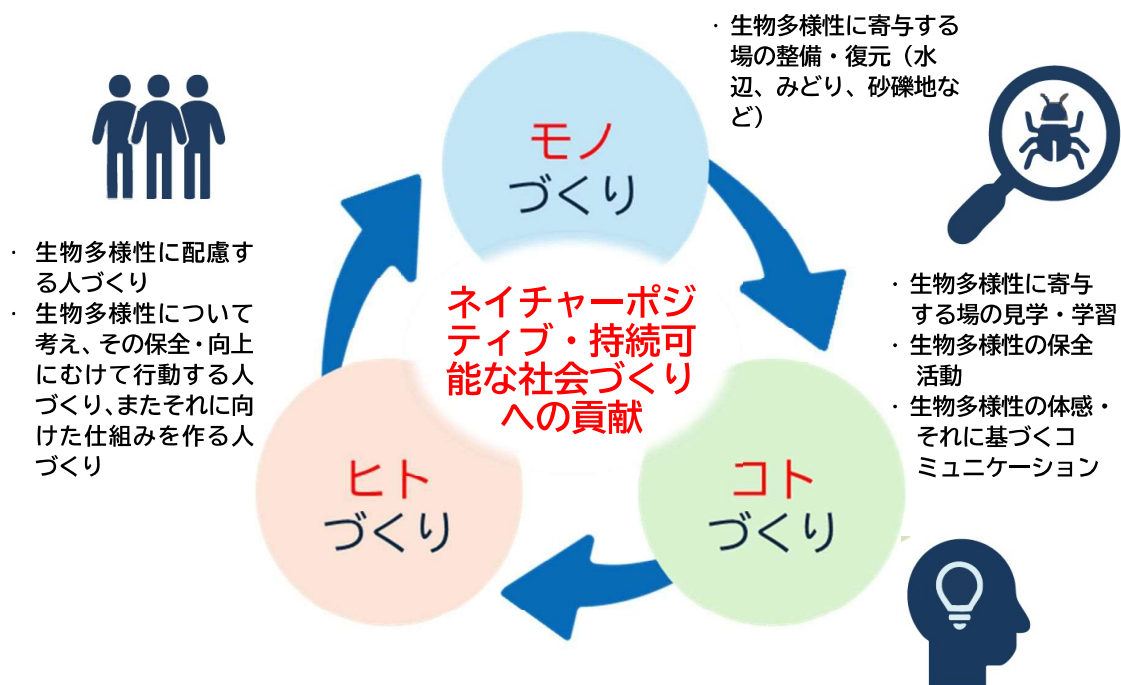 ・ 生物多様性に寄与する
場の整備・復元（水
辺、みどり、砂礫地な
ど）
モノ
づくり
・ 生物多様性に配慮す
る人づくり
・ 生物多様性について
考え、その保全・向上
にむけて行動する人
づくり、またそれに向
けた仕組みを作る人
づくり
ネイチャーポジ
ティブ・持続可
能な社会づくり
への貢献
・ 生物多様性に寄与
する場の見学・学習
・ 生物多様性の保全
活動
・ 生物多様性の体感・
それに基づくコ
ミュニケーション
ヒト
づくり
コト
づくり